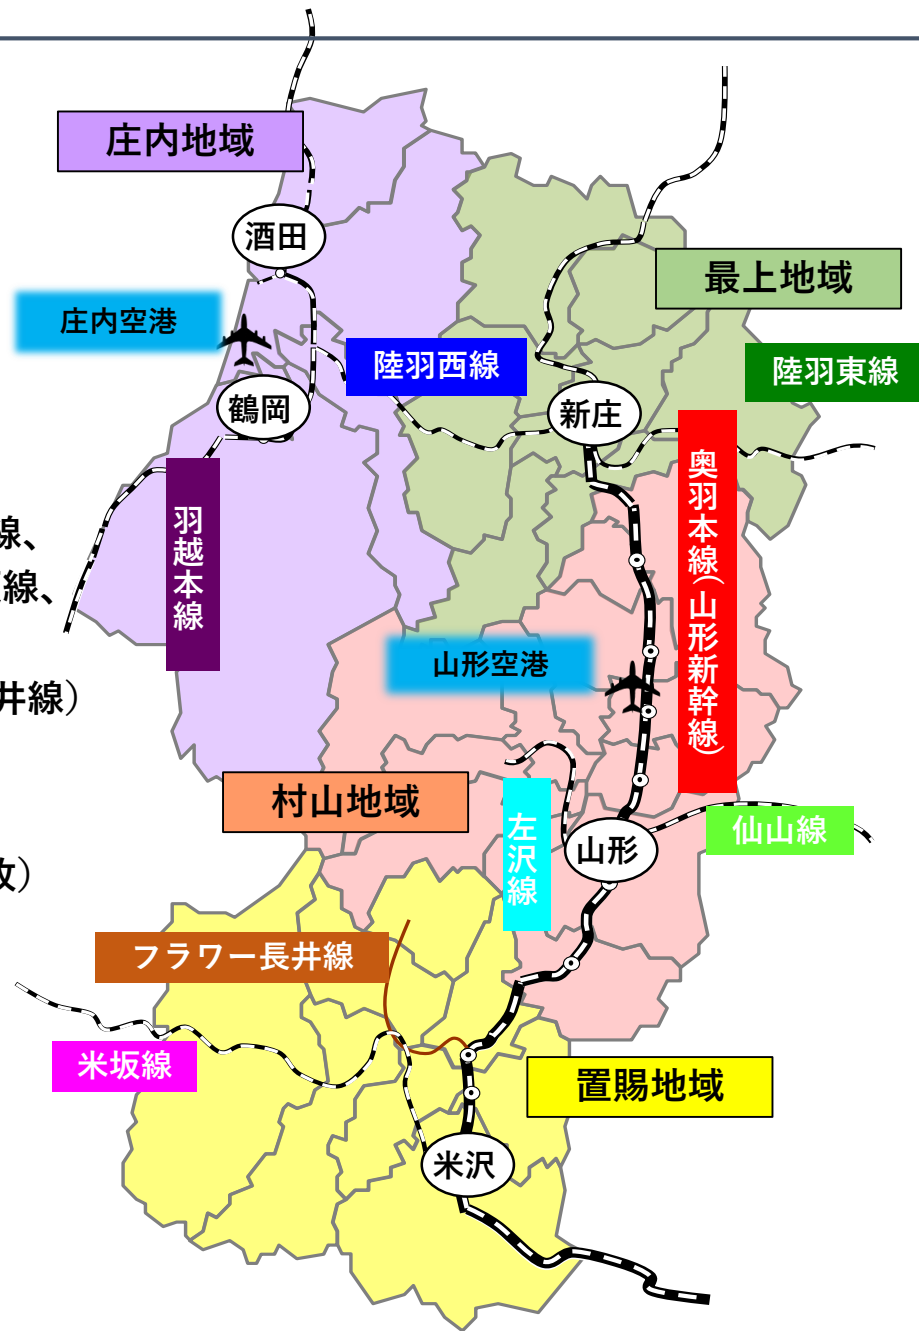 庄内地域
酒田
最上地域
庄内空港
陸羽西線
陸羽東線
鶴岡
新庄
奥羽本線(山形新幹線)
羽越本線
線、
線、
山形空港
井線)
村山地域
左沢線
仙山線
山形
フラワー長井線
米坂線
置賜地域
米沢